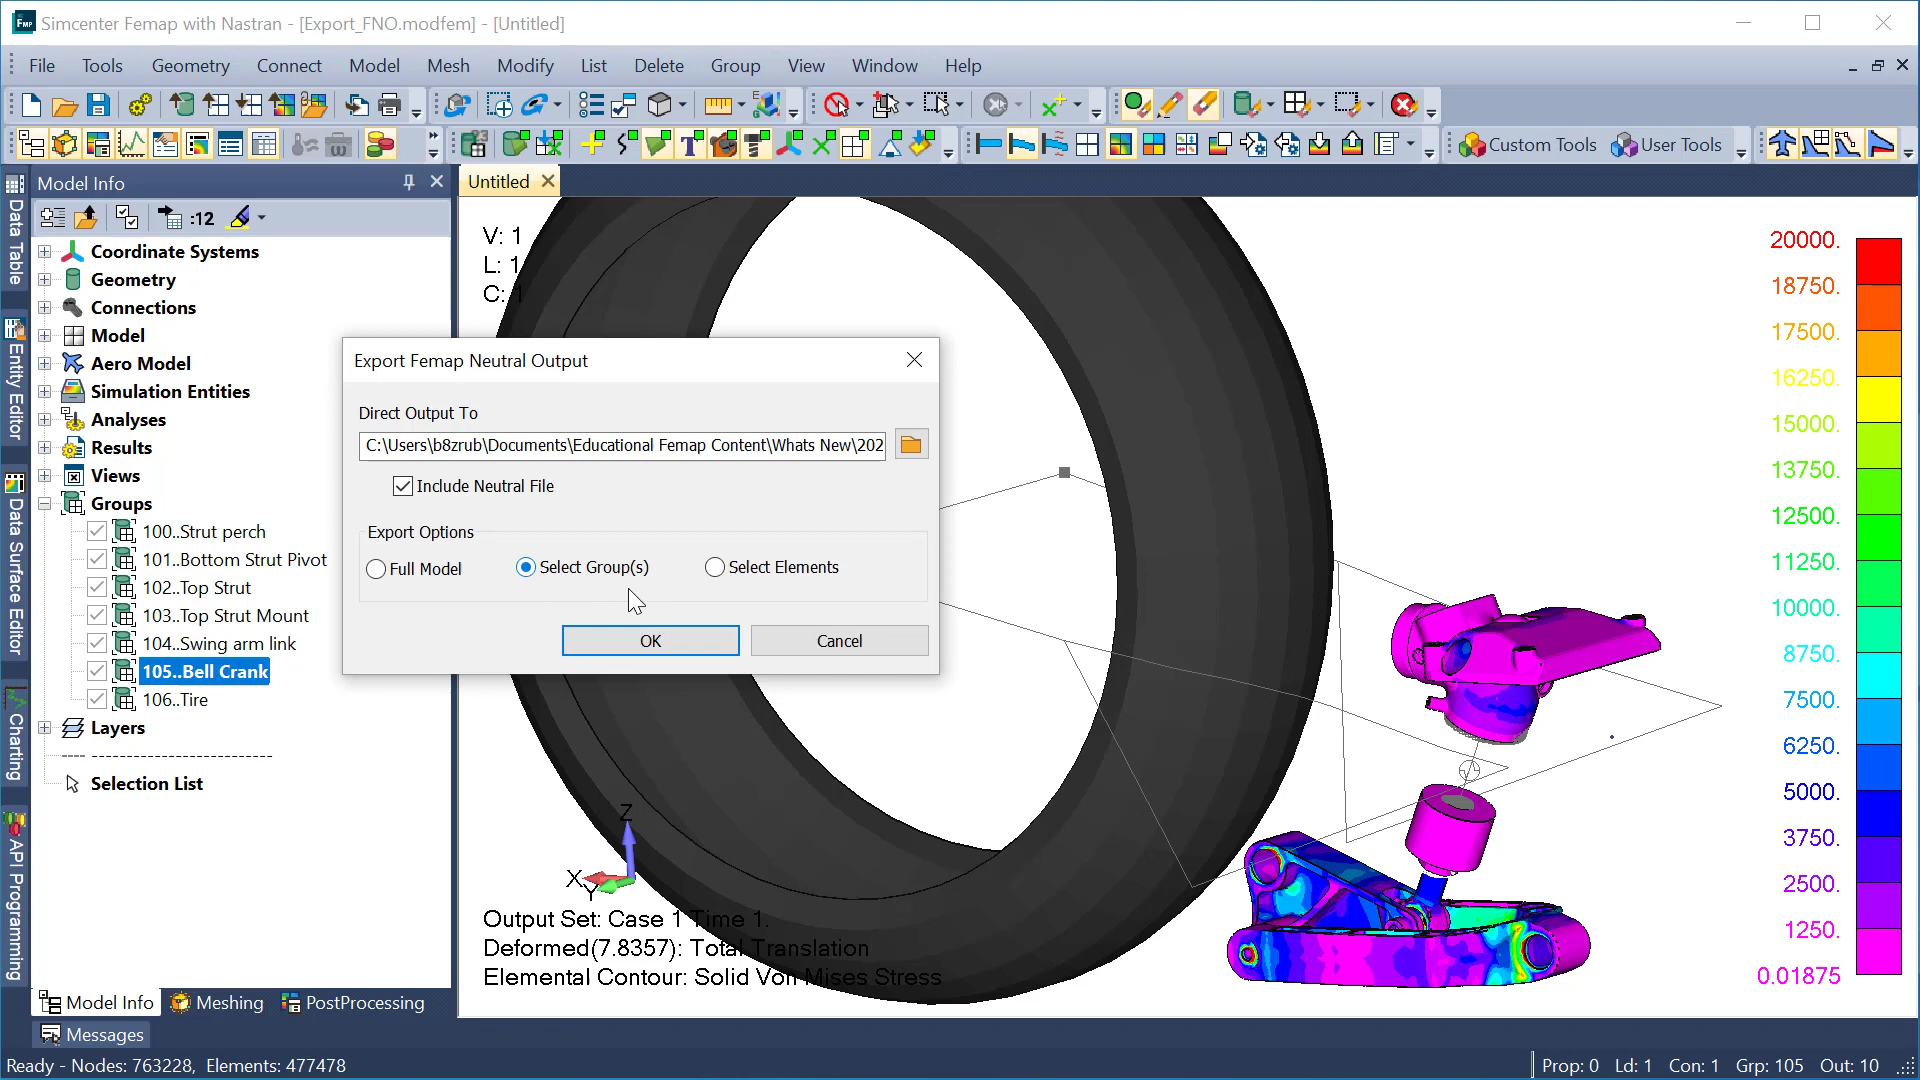 Simcenter Femap with Nastran - [Export_FNO.modfem] - [Untitled]
File Tools Geometry Connect Model Mesh Modify List Delete Group View Window Help
Custom Tools User Tools
Model Info
Untitled
:12
Data Table
Entity Editor
Data Surface Editor
Charting
API Programming
Coordinate Systems
Geometry
Connections
Model
Aero Model
Simulation Entities
Analyses
Results
Views
Groups
100..Strut perch
101..Bottom Strut Pivot
102..Top Strut
103..Top Strut Mount
104..Swing arm link
105..Bell Crank
106..Tire
Layers
Selection List
V: 1
L: 1
C: 1
Export Femap Neutral Output
Direct Output To
C:\Users\b8zrub\Documents\Educational Femap Content\Whats New\202
Include Neutral File
Export Options
Full Model Select Group(s) Select Elements
OK Cancel
Z
X
Y
Output Set: Case 1 Time 1.
Deformed(7.8357): Total Translation
Elemental Contour: Solid Von Mises Stress
20000.
18750.
17500.
16250.
15000.
13750.
12500.
11250.
10000.
8750.
7500.
6250.
5000.
3750.
2500.
1250.
0.01875
Model Info Meshing PostProcessing
Messages
Ready - Nodes: 763228, Elements: 477478
Prop: 0 Ld: 1 Con: 1 Grp: 105 Out: 10